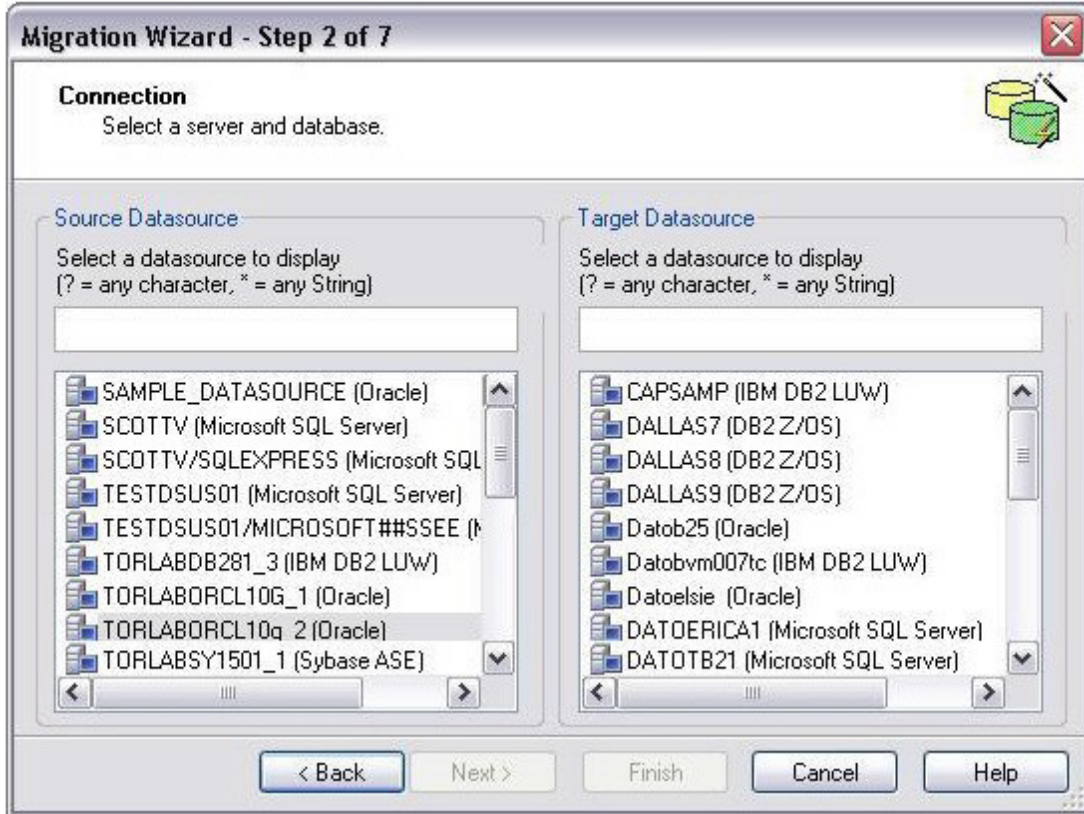 Migration Wizard - Step 2 of 7
Connection
Select a server and database.
Source Datasource
Select a datasource to display
(? = any character, * = any String)
SAMPLE_DATASOURCE (Oracle)
SCOTTV (Microsoft SQL Server)
SCOTTV/SQLEXPRESS (Microsoft SQL
TESTDSUS01 (Microsoft SQL Server)
TESTDSUS01/MICROSOFT##SSEE (
TORLABDB281_3 (IBM DB2 LUW)
TORLABORCL10G_1 (Oracle)
TORLABORCL10g_2 (Oracle)
TORLABSY1501_1 (Sybase ASE)
Target Datasource
Select a datasource to display
(? = any character, * = any String)
CAPSAMP (IBM DB2 LUW)
DALLAS7 (DB2 Z/OS)
DALLAS8 (DB2 Z/OS)
DALLAS9 (DB2 Z/OS)
Datob25 (Oracle)
Datobvm007tc (IBM DB2 LUW)
Datoelsie (Oracle)
DATOERICA1 (Microsoft SQL Server)
DATOTB21 (Microsoft SQL Server)
< Back
Next >
Finish
Cancel
Help